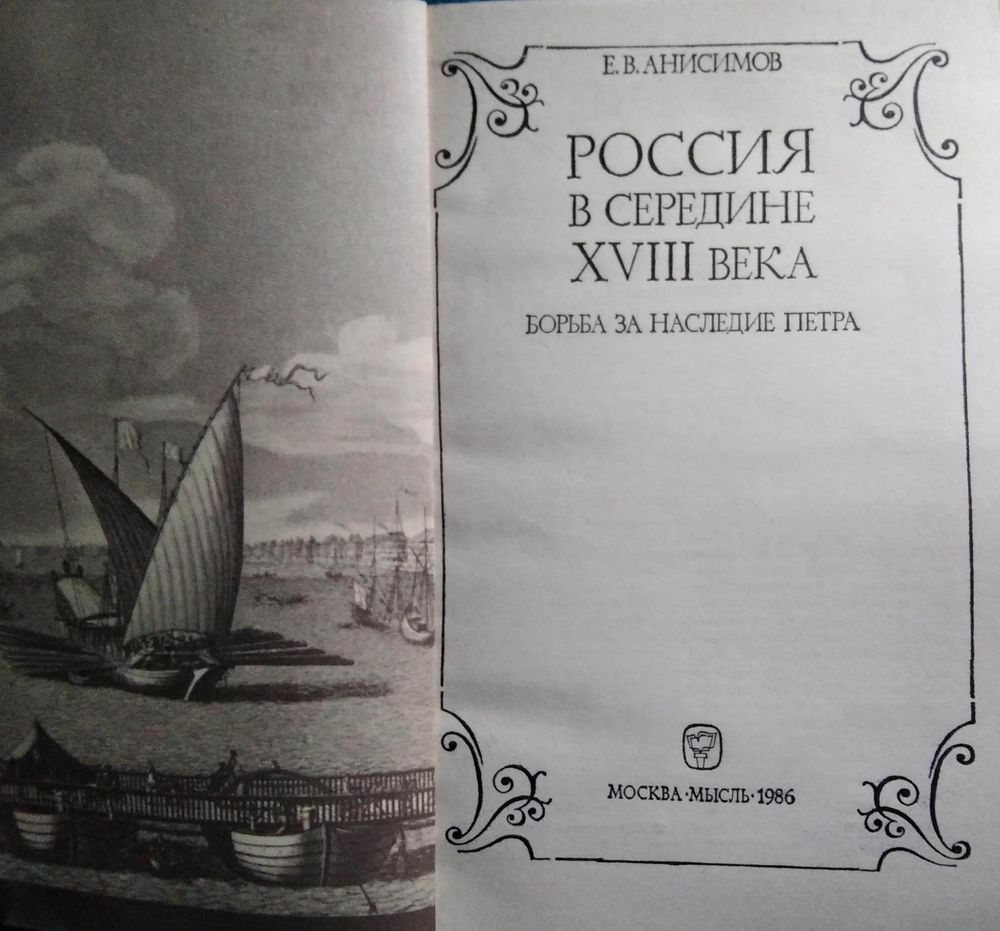 Е. В. АНИСИМОВ
РОССИЯ
В СЕРЕДИНЕ
XVIII ВЕКА
БОРЬБА ЗА НАСЛЕДИЕ ПЕТРА
МОСКВА·МЫСЛЬ·1986